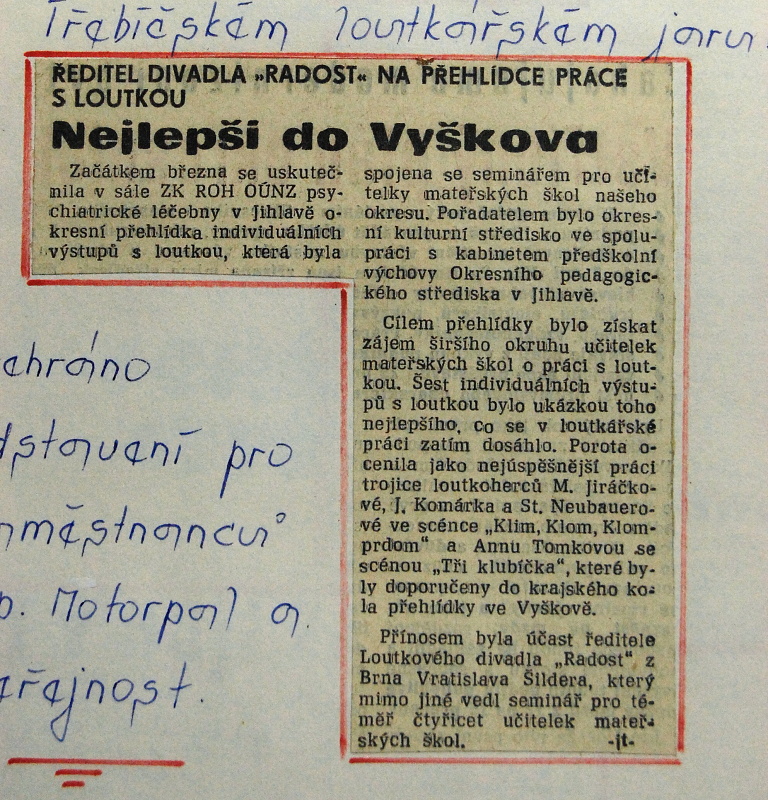 Třebíčském loutkářském jaru.
ŘEDITEL DIVADLA „RADOST“ NA PŘEHLÍDCE PRÁCE
S LOUTKOU
Nejlepší do Vyškova
Začátkem března se uskuteč-
nila v sále ZK ROH OÚNZ psy-
chiatrické léčebny v Jihlavě o-
kresní přehlídka individuálních
výstupů s loutkou, která byla
spojena se seminářem pro uči-
telky mateřských škol našeho
okresu. Pořadatelem bylo okres-
ní kulturní středisko ve spolu-
práci s kabinetem předškolní
výchovy Okresního pedagogic-
kého střediska v Jihlavě.
Cílem přehlídky bylo získat
zájem širšího okruhu učitelek
mateřských škol o práci s lout-
kou. Šest individuálních výstu-
pů s loutkou bylo ukázkou toho
nejlepšího, co se v loutkářské
práci zatím dosáhlo. Porota o-
cenila jako nejúspěšnější práci
trojice loutkoherců M. Jiráčko-
vé, J. Komárka a St. Neubauero-
vé ve scénce „Klim, Klom, Klom-
prdom“ a Annu Tomkovou se
scénou „Tři klubíčka“, které by-
ly doporučeny do krajského ko-
la přehlídky ve Vyškově.
Přínosem byla účast ředitele
Loutkového divadla „Radost“ z
Brna Vratislava Šildera, který
mimo jiné vedl seminář pro té-
měř čtyřicet učitelek mateř-
ských škol. -jt-
ehráno
dstavení pro
městnanců
p. Motorpal a
ařejnost.